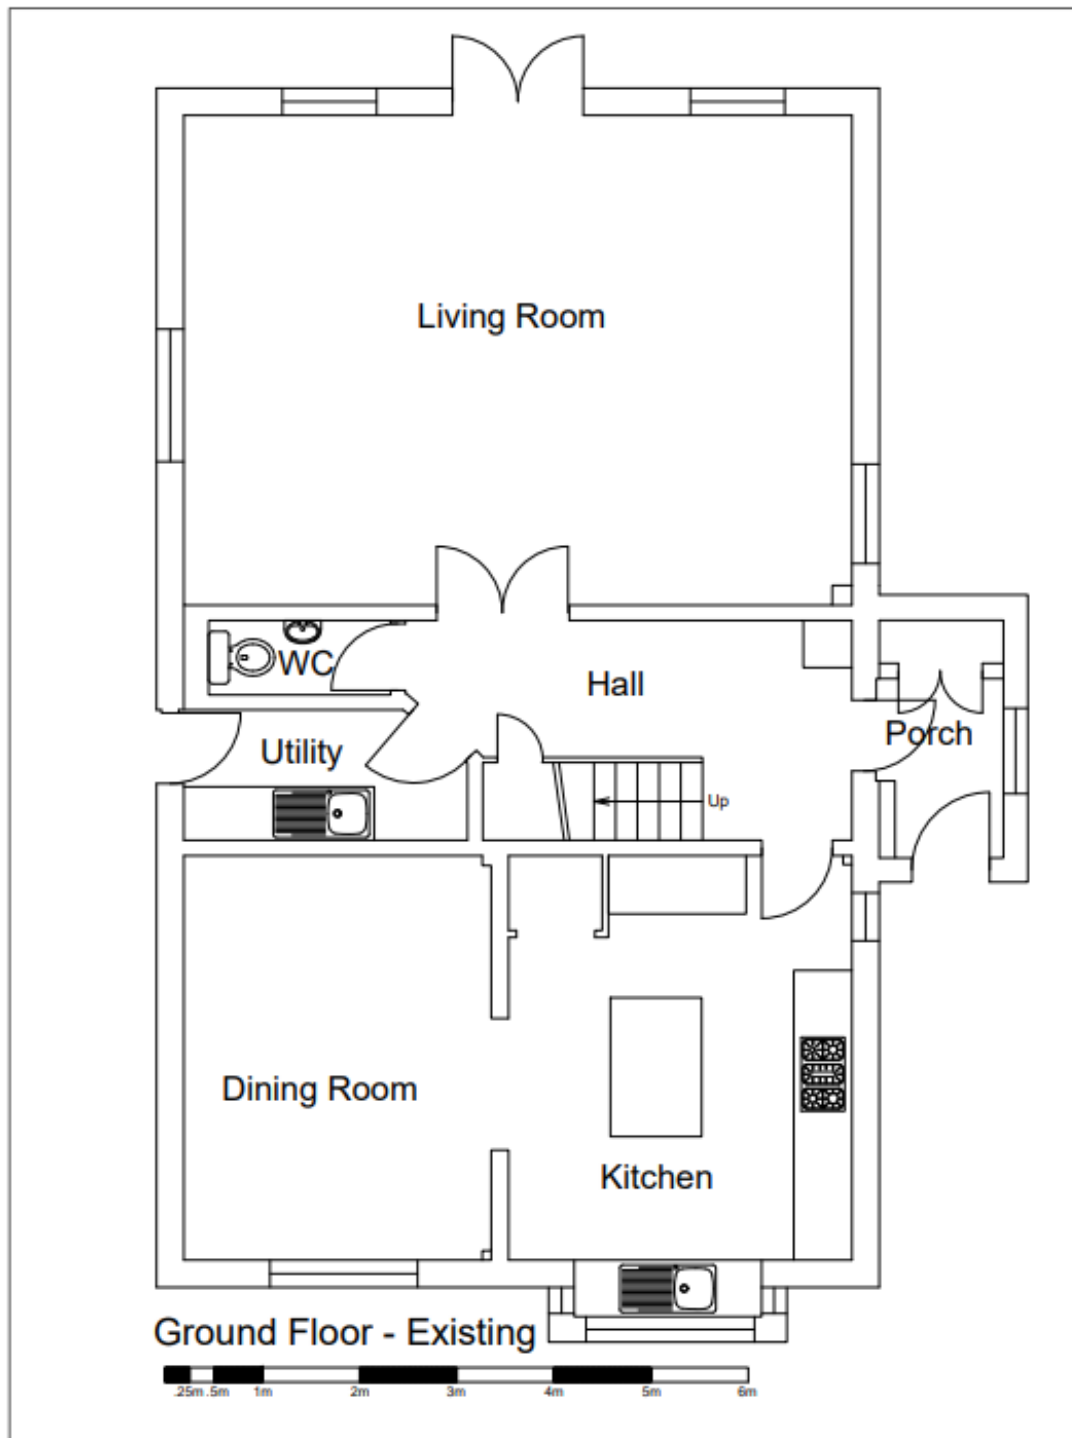 Living Room
WC
Hall
Porch
Utility
Up
Dining Room
Kitchen
Ground Floor - Existing
.25m .5m 1m 2m 3m 4m 5m 6m